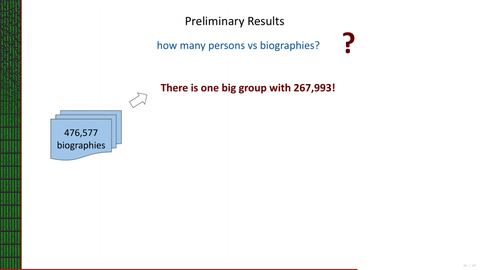 Preliminary Results
how many persons vs biographies?
?
There is one big group with 267,993!
476,577
biographies